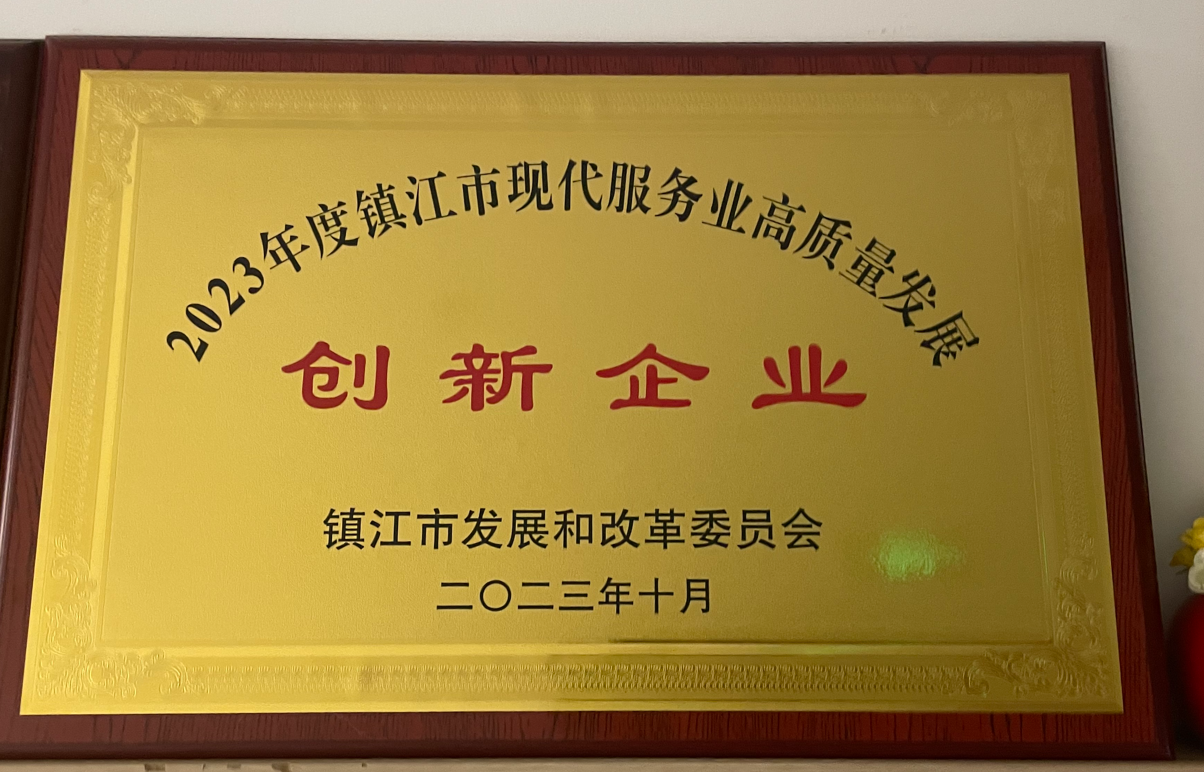 2023年度镇江市现代服务业高质量发展
创新企业
镇江市发展和改革委员会
二〇二三年十月